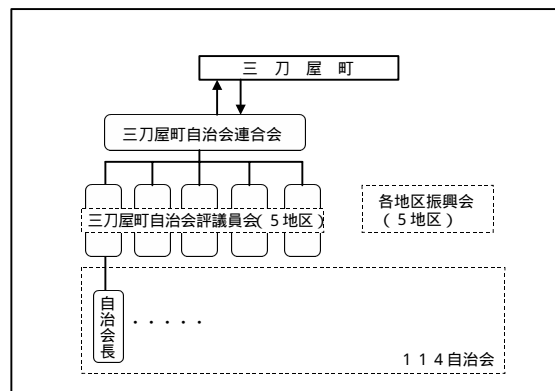 三 刀 屋 町
三刀屋町自治会連合会
三刀屋町自治会評議員会(5地区)
各地区振興会
(5地区)
自治会長
・・・・・
114自治会